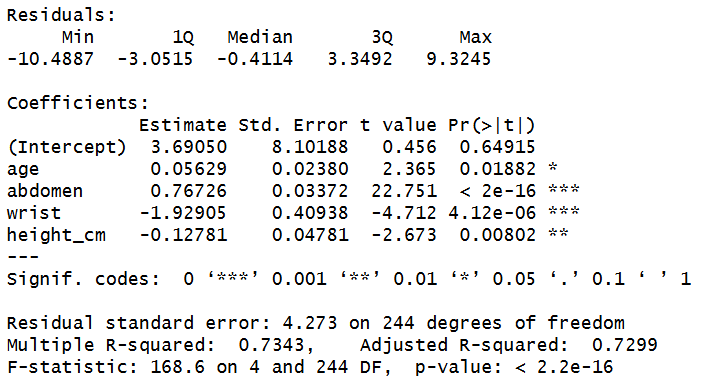 Residuals:
     Min       1Q   Median       3Q      Max
-10.4887  -3.0515  -0.4114   3.3492   9.3245

Coefficients:
            Estimate Std. Error t value Pr(>|t|)
(Intercept)  3.69050    8.10188   0.456  0.64915
age          0.05629    0.02380   2.365  0.01882 *
abdomen      0.76726    0.03372  22.751  < 2e-16 ***
wrist       -1.92905    0.40938  -4.712 4.12e-06 ***
height_cm   -0.12781    0.04781  -2.673  0.00802 **
---
Signif. codes:  0 ‘***’ 0.001 ‘**’ 0.01 ‘*’ 0.05 ‘.’ 0.1 ‘ ’ 1

Residual standard error: 4.273 on 244 degrees of freedom
Multiple R-squared:  0.7343,    Adjusted R-squared:  0.7299
F-statistic: 168.6 on 4 and 244 DF,  p-value: < 2.2e-16